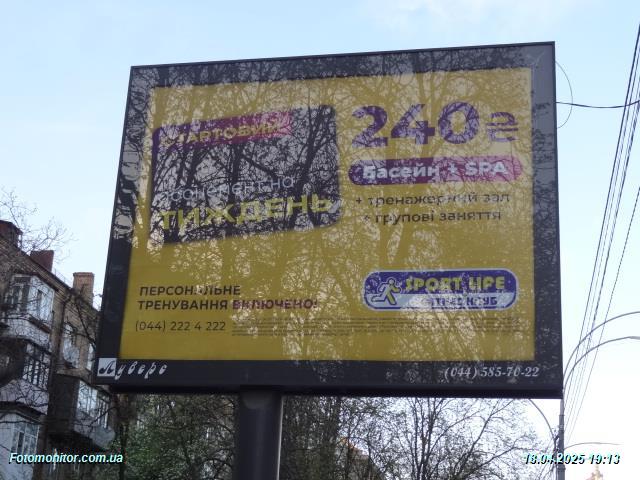 СТАРТОВИЙ
абонемент на
ТИЖДЕНЬ
240₴
Басейн + SPA
+ тренажерний зал
+ групові заняття
ПЕРСОНАЛЬНЕ
ТРЕНУВАННЯ ВКЛЮЧЕНО!
(044) 222 4 222
SPORT LIFE
ФІТНЕС КЛУБ
Луверс
(044) 585-70-22
Fotomonitor.com.ua
18.04.2025 19:13